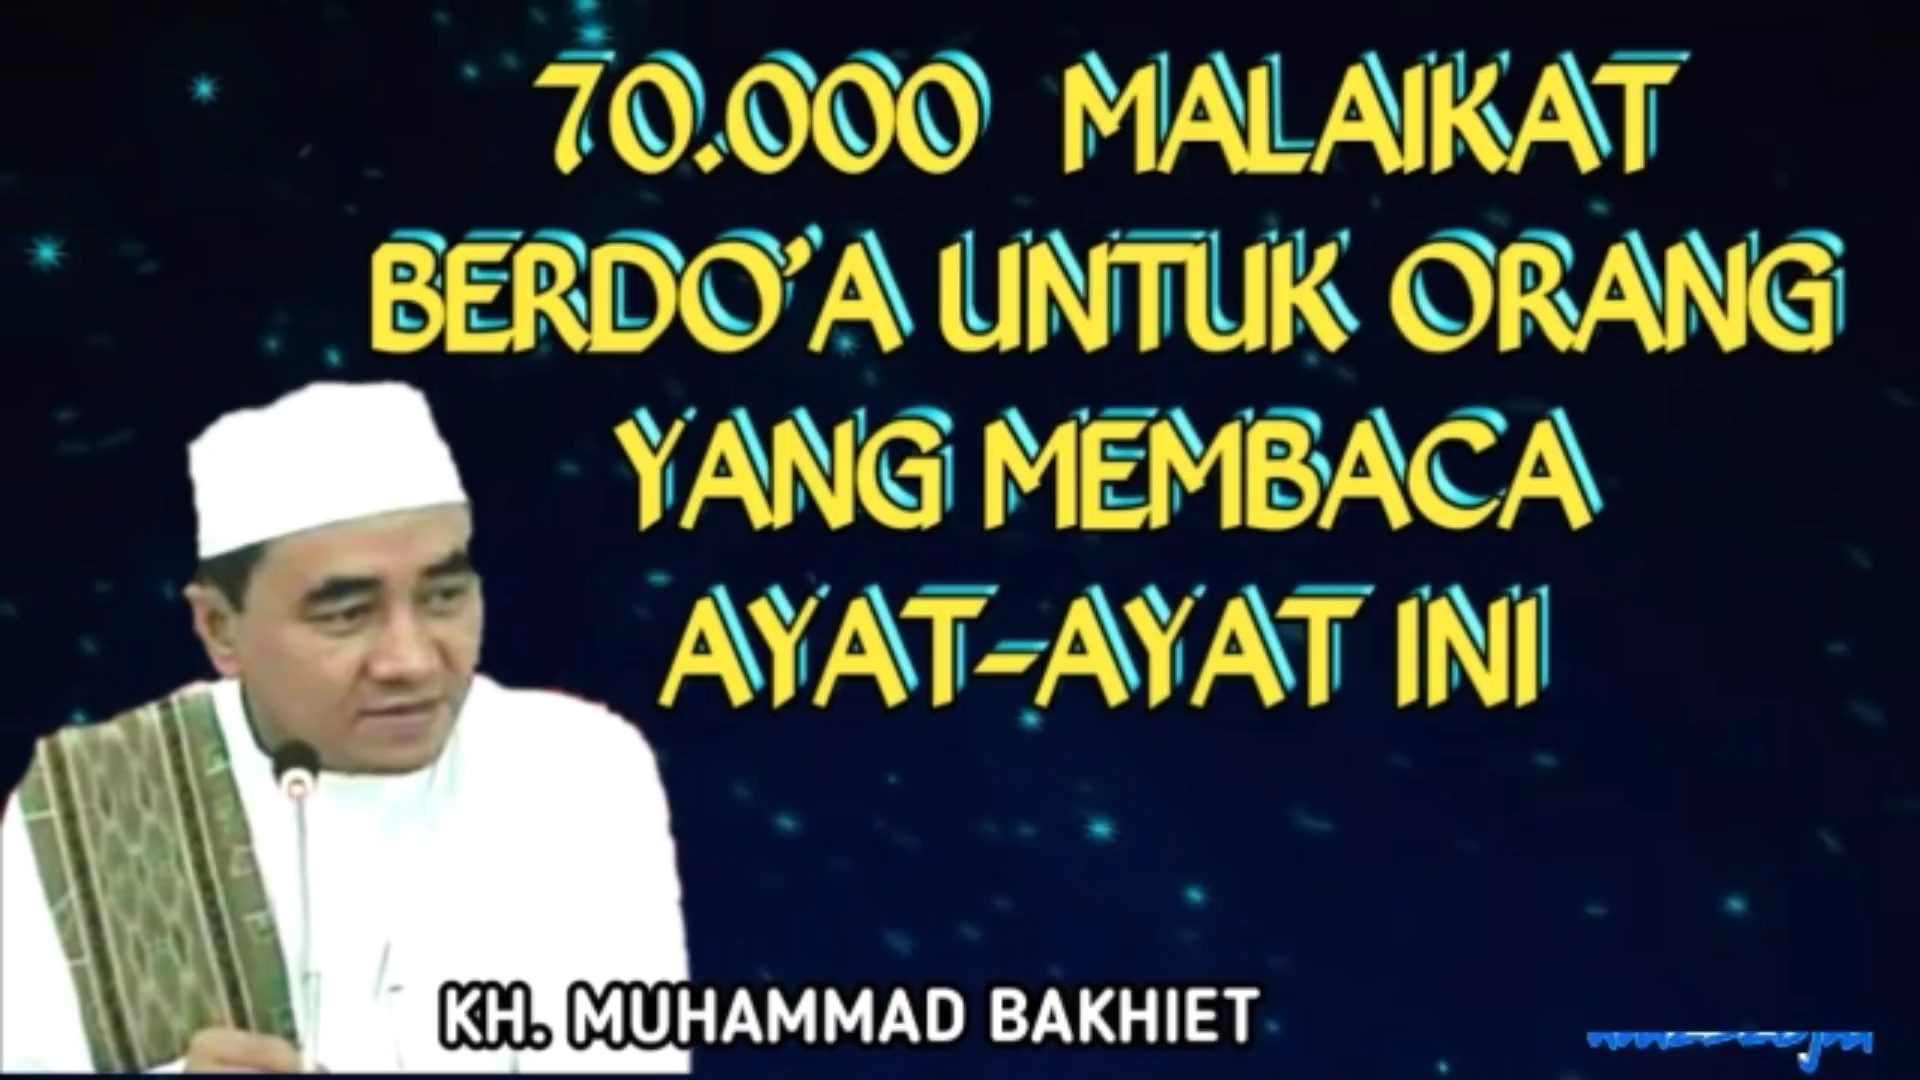 70.000 MALAIKAT
BERDO'A UNTUK ORANG
YANG MEMBACA
AYAT-AYAT INI
KH. MUHAMMAD BAKHIET